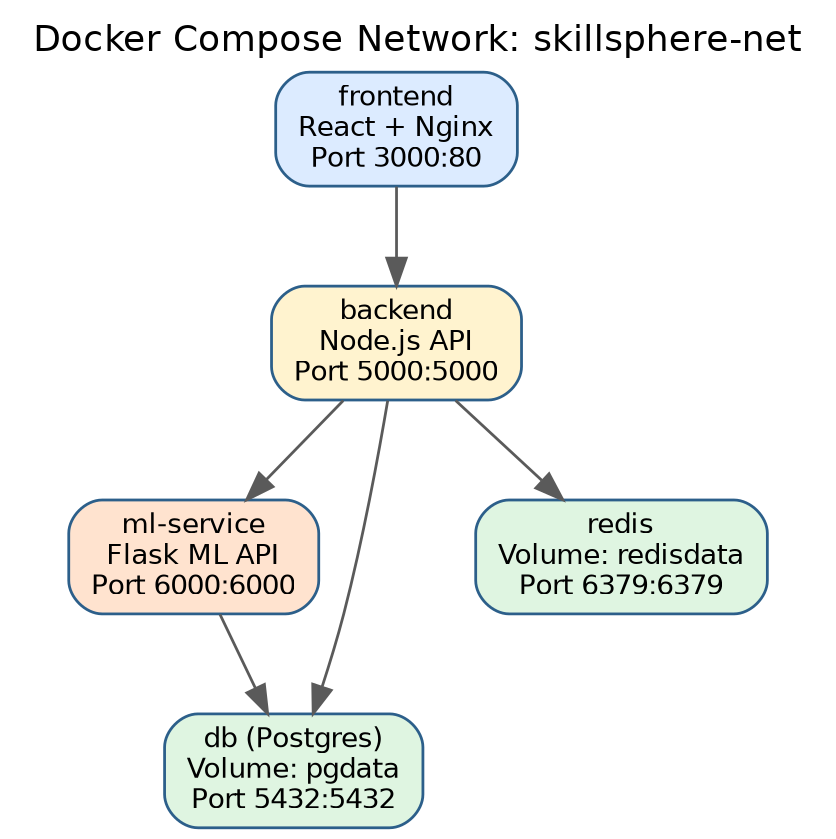 Docker Compose Network: skillsphere-net
frontend
React + Nginx
Port 3000:80
backend
Node.js API
Port 5000:5000
ml-service
Flask ML API
Port 6000:6000
redis
Volume: redisdata
Port 6379:6379
db (Postgres)
Volume: pgdata
Port 5432:5432